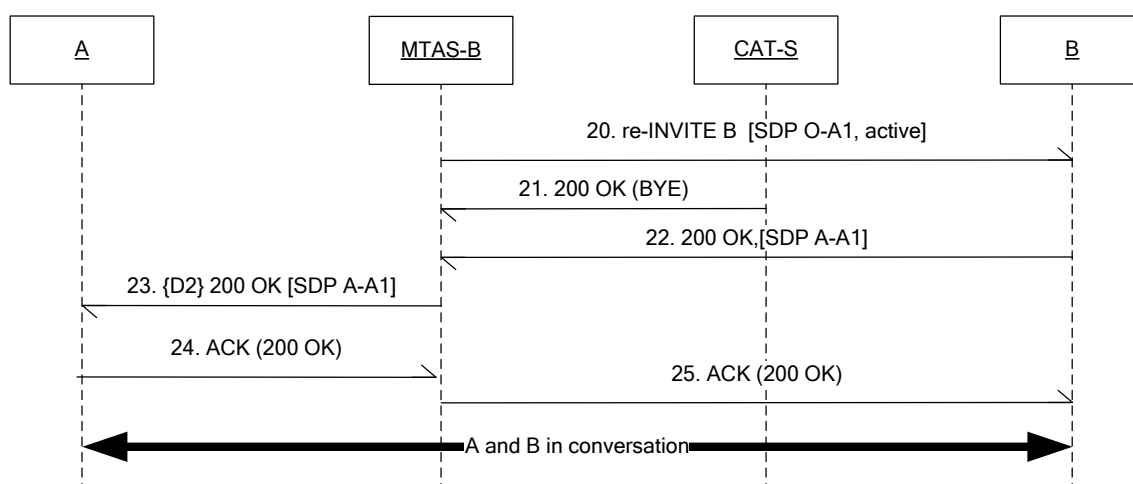 A
MTAS-B
CAT-S
B
20. re-INVITE B [SDP O-A1, active]
21. 200 OK (BYE)
22. 200 OK,[SDP A-A1]
23. {D2} 200 OK [SDP A-A1]
24. ACK (200 OK)
25. ACK (200 OK)
A and B in conversation